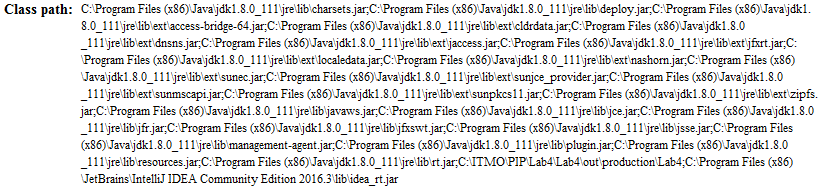 Class path: C:\Program Files (x86)\Java\jdk1.8.0_111\jre\lib\charsets.jar;C:\Program Files (x86)\Java\jdk1.8.0_111\jre\lib\deploy.jar;C:\Program Files (x86)\Java\jdk1.
8.0_111\jre\lib\ext\access-bridge-64.jar;C:\Program Files (x86)\Java\jdk1.8.0_111\jre\lib\ext\cldrdata.jar;C:\Program Files (x86)\Java\jdk1.8.0
_111\jre\lib\ext\dnsns.jar;C:\Program Files (x86)\Java\jdk1.8.0_111\jre\lib\ext\jaccess.jar;C:\Program Files (x86)\Java\jdk1.8.0_111\jre\lib\ext\jfxrt.jar;C:
\Program Files (x86)\Java\jdk1.8.0_111\jre\lib\ext\localedata.jar;C:\Program Files (x86)\Java\jdk1.8.0_111\jre\lib\ext\nashorn.jar;C:\Program Files (x86)
\Java\jdk1.8.0_111\jre\lib\ext\sunec.jar;C:\Program Files (x86)\Java\jdk1.8.0_111\jre\lib\ext\sunjce_provider.jar;C:\Program Files (x86)\Java\jdk1.8.0
_111\jre\lib\ext\sunmscapi.jar;C:\Program Files (x86)\Java\jdk1.8.0_111\jre\lib\ext\sunpkcs11.jar;C:\Program Files (x86)\Java\jdk1.8.0_111\jre\lib\ext\zipfs.
jar;C:\Program Files (x86)\Java\jdk1.8.0_111\jre\lib\javaws.jar;C:\Program Files (x86)\Java\jdk1.8.0_111\jre\lib\jce.jar;C:\Program Files (x86)\Java\jdk1.8.0
_111\jre\lib\jfr.jar;C:\Program Files (x86)\Java\jdk1.8.0_111\jre\lib\jfxswt.jar;C:\Program Files (x86)\Java\jdk1.8.0_111\jre\lib\jsse.jar;C:\Program Files
(x86)\Java\jdk1.8.0_111\jre\lib\management-agent.jar;C:\Program Files (x86)\Java\jdk1.8.0_111\jre\lib\plugin.jar;C:\Program Files (x86)\Java\jdk1.8.0
_111\jre\lib\resources.jar;C:\Program Files (x86)\Java\jdk1.8.0_111\jre\lib\rt.jar;C:\ITMO\PIP\Lab4\Lab4\out\production\Lab4;C:\Program Files (x86)
\JetBrains\IntelliJ IDEA Community Edition 2016.3\lib\idea_rt.jar